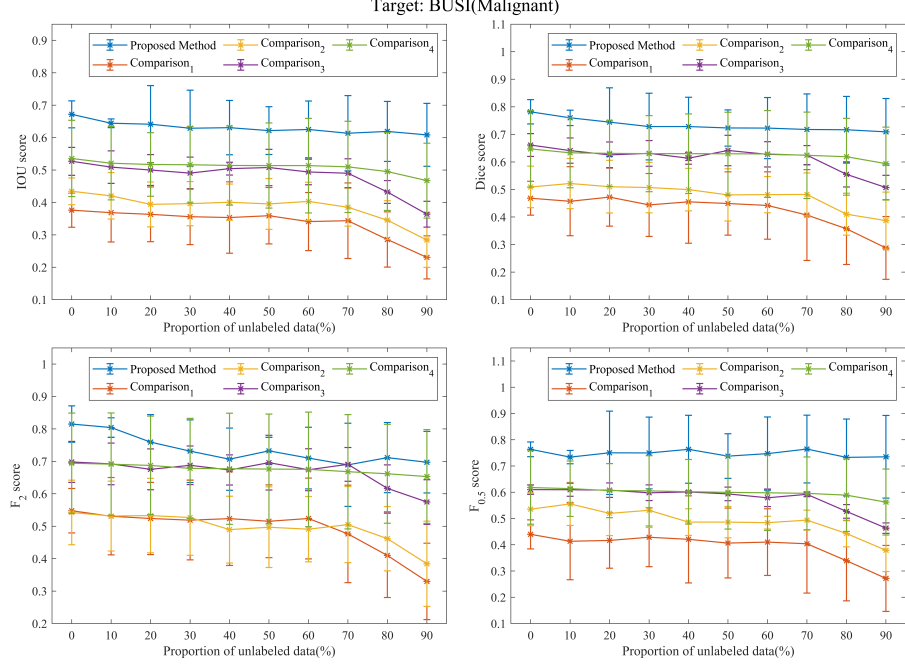 Target: BUSI(Malignant)
Proposed Method Comparison2 Comparison4
Comparison1 Comparison3
IOU score
0.9
0.8
0.7
0.6
0.5
0.4
0.3
0.2
0.1
0 10 20 30 40 50 60 70 80 90
Proportion of unlabeled data(%)
Proposed Method Comparison2 Comparison4
Comparison1 Comparison3
Dice score
1.1
1
0.9
0.8
0.7
0.6
0.5
0.4
0.3
0.2
0.1
0 10 20 30 40 50 60 70 80 90
Proportion of unlabeled data(%)
Proposed Method Comparison2 Comparison4
Comparison1 Comparison3
F2 score
1
0.9
0.8
0.7
0.6
0.5
0.4
0.3
0.2
0 10 20 30 40 50 60 70 80 90
Proportion of unlabeled data(%)
Proposed Method Comparison2 Comparison4
Comparison1 Comparison3
F0.5 score
1.1
1
0.9
0.8
0.7
0.6
0.5
0.4
0.3
0.2
0.1
0 10 20 30 40 50 60 70 80 90
Proportion of unlabeled data(%)